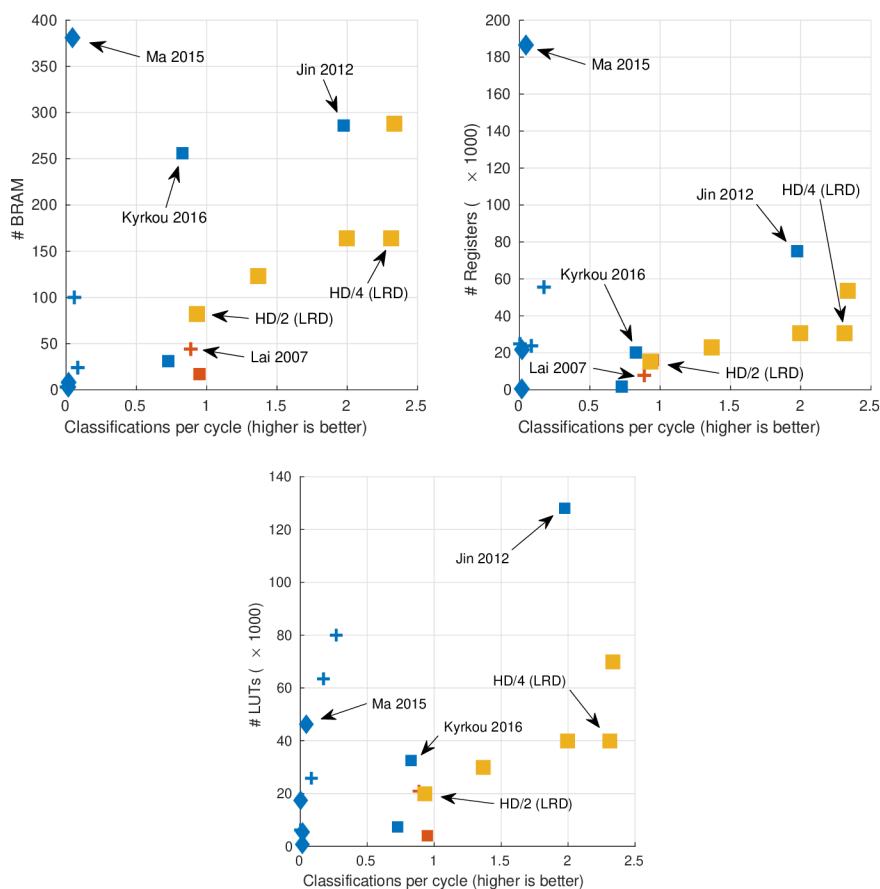 400
350
300
250
200
150
100
50
0
# BRAM
Ma 2015
Jin 2012
Kyrkou 2016
HD/4 (LRD)
HD/2 (LRD)
Lai 2007
0 0.5 1 1.5 2 2.5
Classifications per cycle (higher is better)
200
180
160
140
120
100
80
60
40
20
0
# Registers ( × 1000)
Ma 2015
HD/4 (LRD)
Jin 2012
Kyrkou 2016
Lai 2007
HD/2 (LRD)
0 0.5 1 1.5 2 2.5
Classifications per cycle (higher is better)
140
120
100
80
60
40
20
0
# LUTs ( × 1000)
Jin 2012
HD/4 (LRD)
Ma 2015
Kyrkou 2016
HD/2 (LRD)
0 0.5 1 1.5 2 2.5
Classifications per cycle (higher is better)